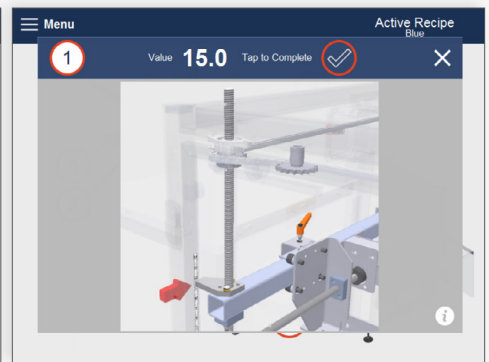 Menu
Active Recipe
Blue
1
Value 15.0 Tap to Complete
i